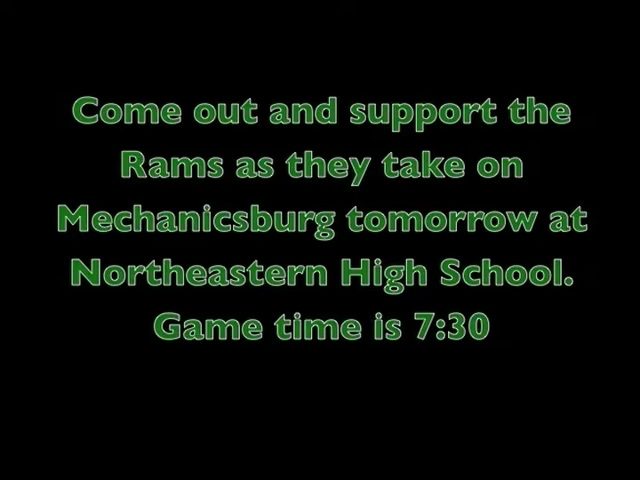 Come out and support the
Rams as they take on
Mechanicsburg tomorrow at
Northeastern High School.
Game time is 7:30